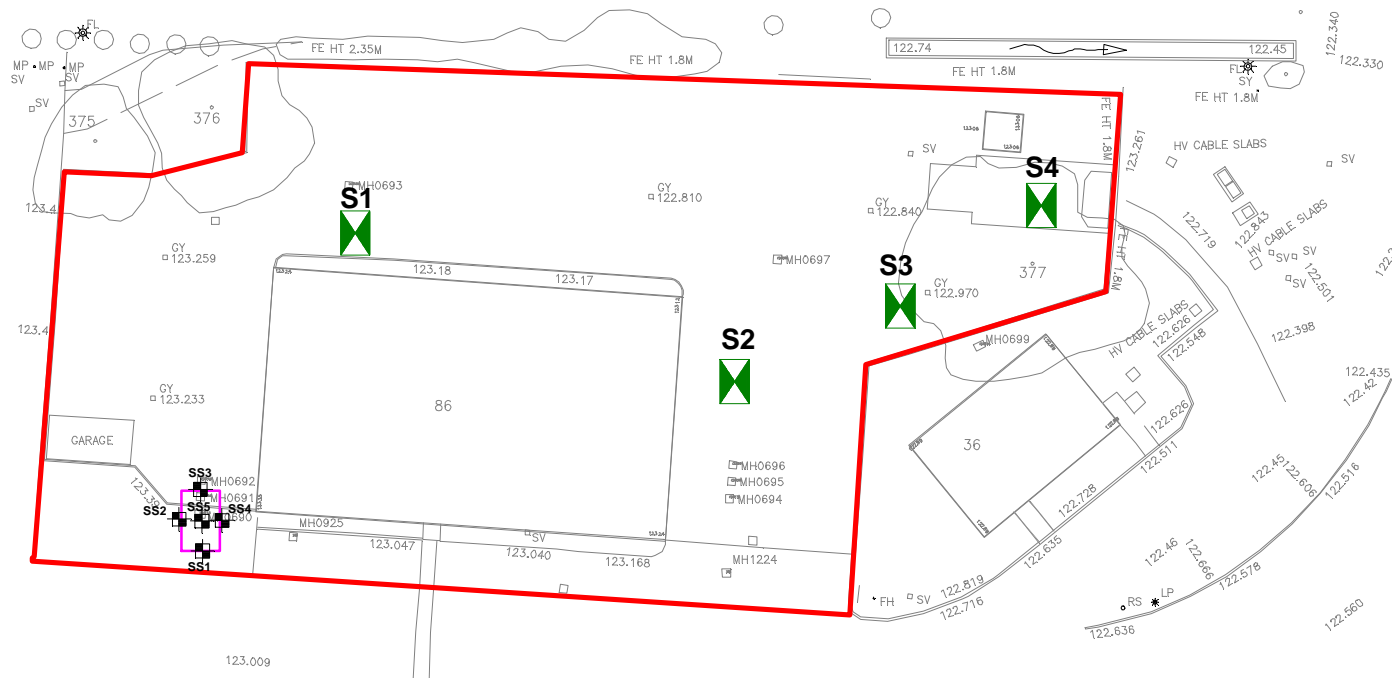 FL
FE HT 2.35M
FE HT 1.8M
122.74
122.45
122.340
122.330
MP
MP
MP
SV
SV
SV
FE HT 1.8M
FL
SY
FE HT 1.8M
375
376
FE HT 1.8M
123.261
HV CABLE SLABS
SV
SV
MH0693
S1
GY
122.810
S4
GY
122.840
122.719
122.843
HV CABLE SLABS
123.4
GY
123.259
123.18
123.17
MH0697
S3
GY
122.970
377
FE HT 1.8M
SV
SV
SV
122.501
123.4
S2
MH0699
HV CABLE SLABS
122.626
122.548
122.398
122.435
122.42
GY
123.233
86
36
122.626
122.511
GARAGE
MH0696
MH0695
MH0694
122.45
122.606
122.516
123.39
SS3
MH0692
MH0691
SS2
SS5
SS4
MH0690
SS1
MH0925
123.047
123.040
SV
123.168
MH1224
122.728
122.635
122.46
122.666
122.578
122.819
122.716
FH
SV
RS
LP
122.636
122.560
123.009